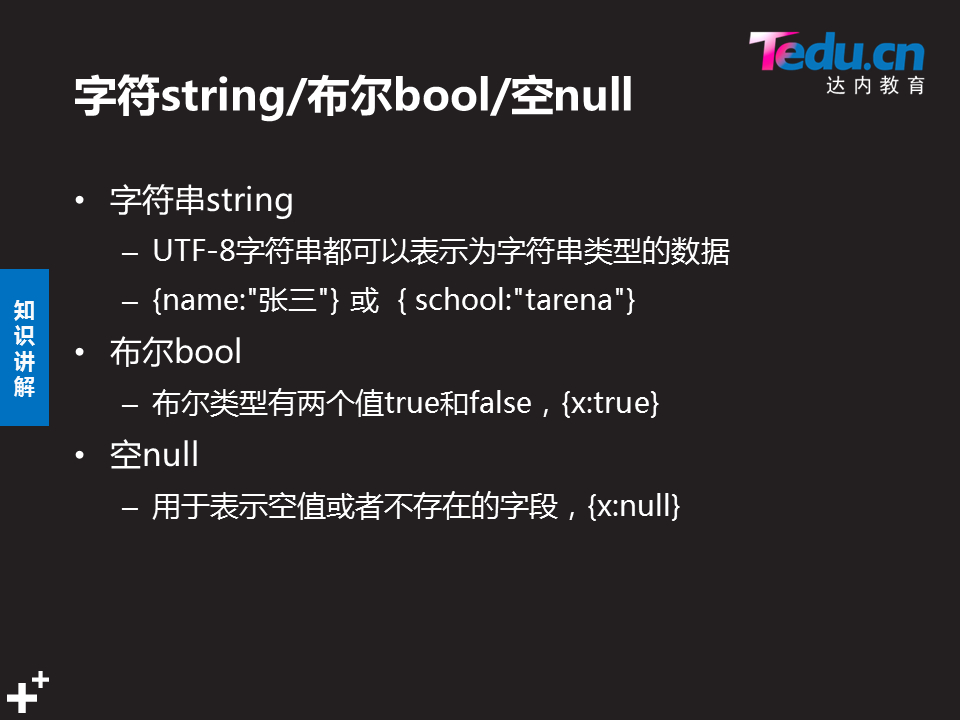 Tedu.cn
达内教育
字符string/布尔bool/空null
• 字符串string
– UTF-8字符串都可以表示为字符串类型的数据
– {name:"张三"} 或 { school:"tarena"}
• 布尔bool
– 布尔类型有两个值true和false，{x:true}
• 空null
– 用于表示空值或者不存在的字段，{x:null}
知识讲解